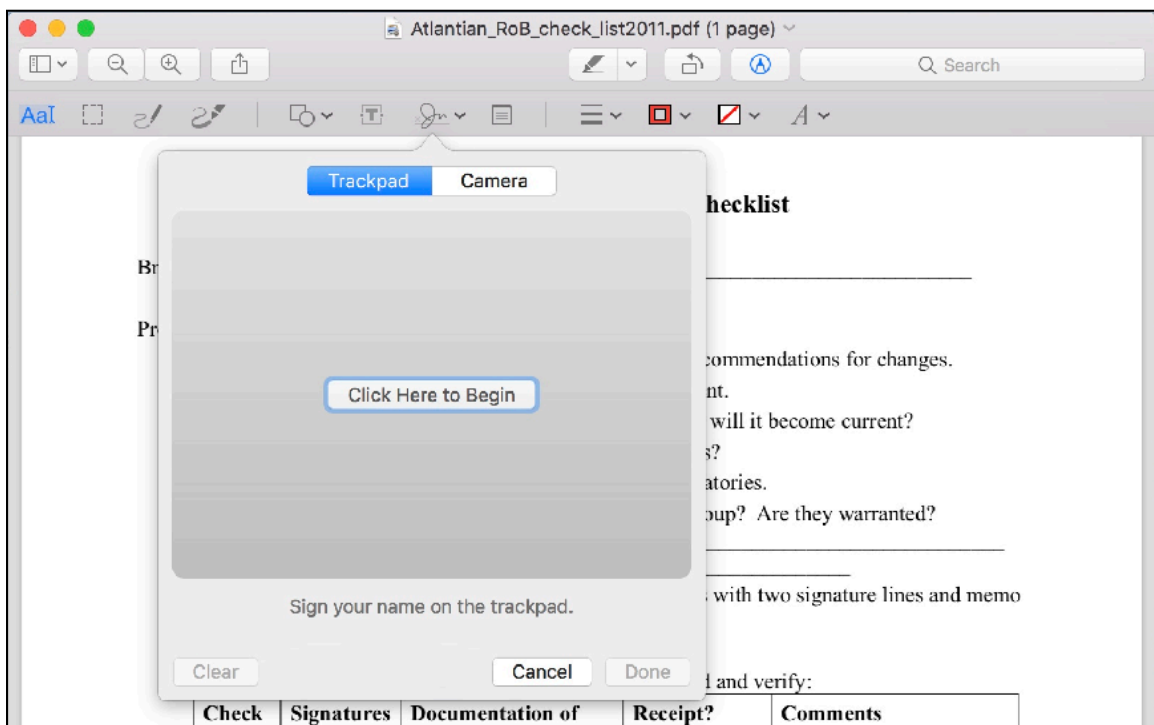 Atlantian_RoB_check_list2011.pdf (1 page)
Search
AaI
T
A
Trackpad Camera
hecklist
Br
Pr
commendations for changes.
Click Here to Begin
nt.
will it become current?
s?
atories.
oup? Are they warranted?
with two signature lines and memo
Sign your name on the trackpad.
Clear Cancel Done
d and verify:
Check Signatures Documentation of Receipt? Comments